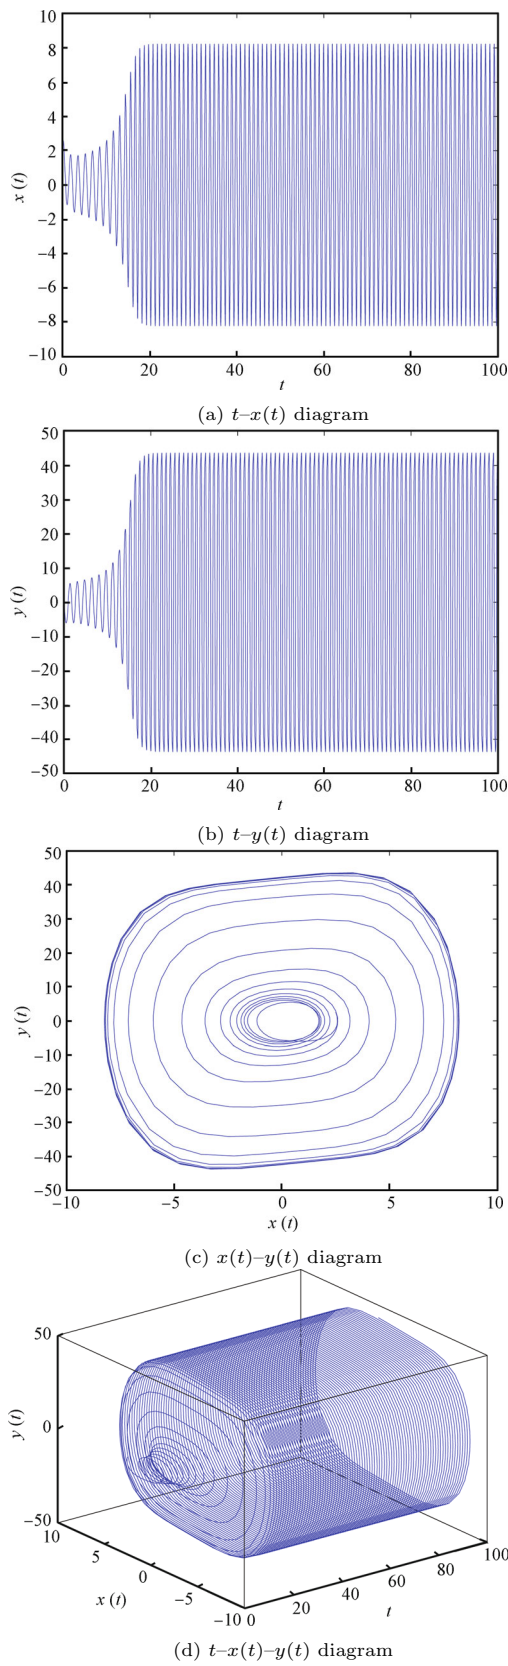 10
8
6
4
2
0
−2
−4
−6
−8
−10
x (t)
0 20 40 60 80 100
t
(a) t–x(t) diagram
50
40
30
20
10
0
−10
−20
−30
−40
−50
y (t)
0 20 40 60 80 100
t
(b) t–y(t) diagram
50
40
30
20
10
0
−10
−20
−30
−40
−50
y (t)
−10 −5 0 5 10
x (t)
(c) x(t)–y(t) diagram
50
0
−50
y (t)
10
5
0
−5
−10
x (t)
0
20
40
60
80
100
t
(d) t–x(t)–y(t) diagram